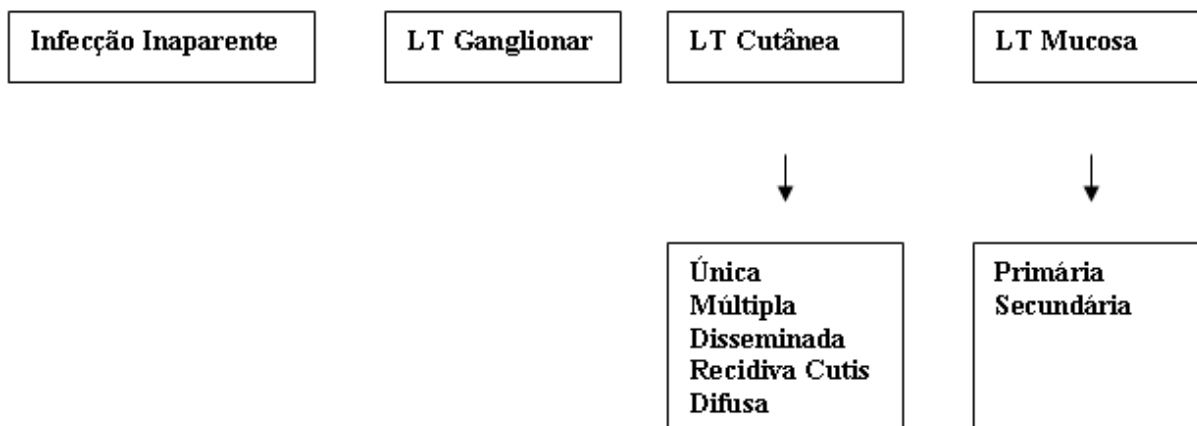 Infecção Inaparente
LT Ganglionar
LT Cutânea
LT Mucosa
Única
Múltipla
Disseminada
Recidiva Cutis
Difusa
Primária
Secundária